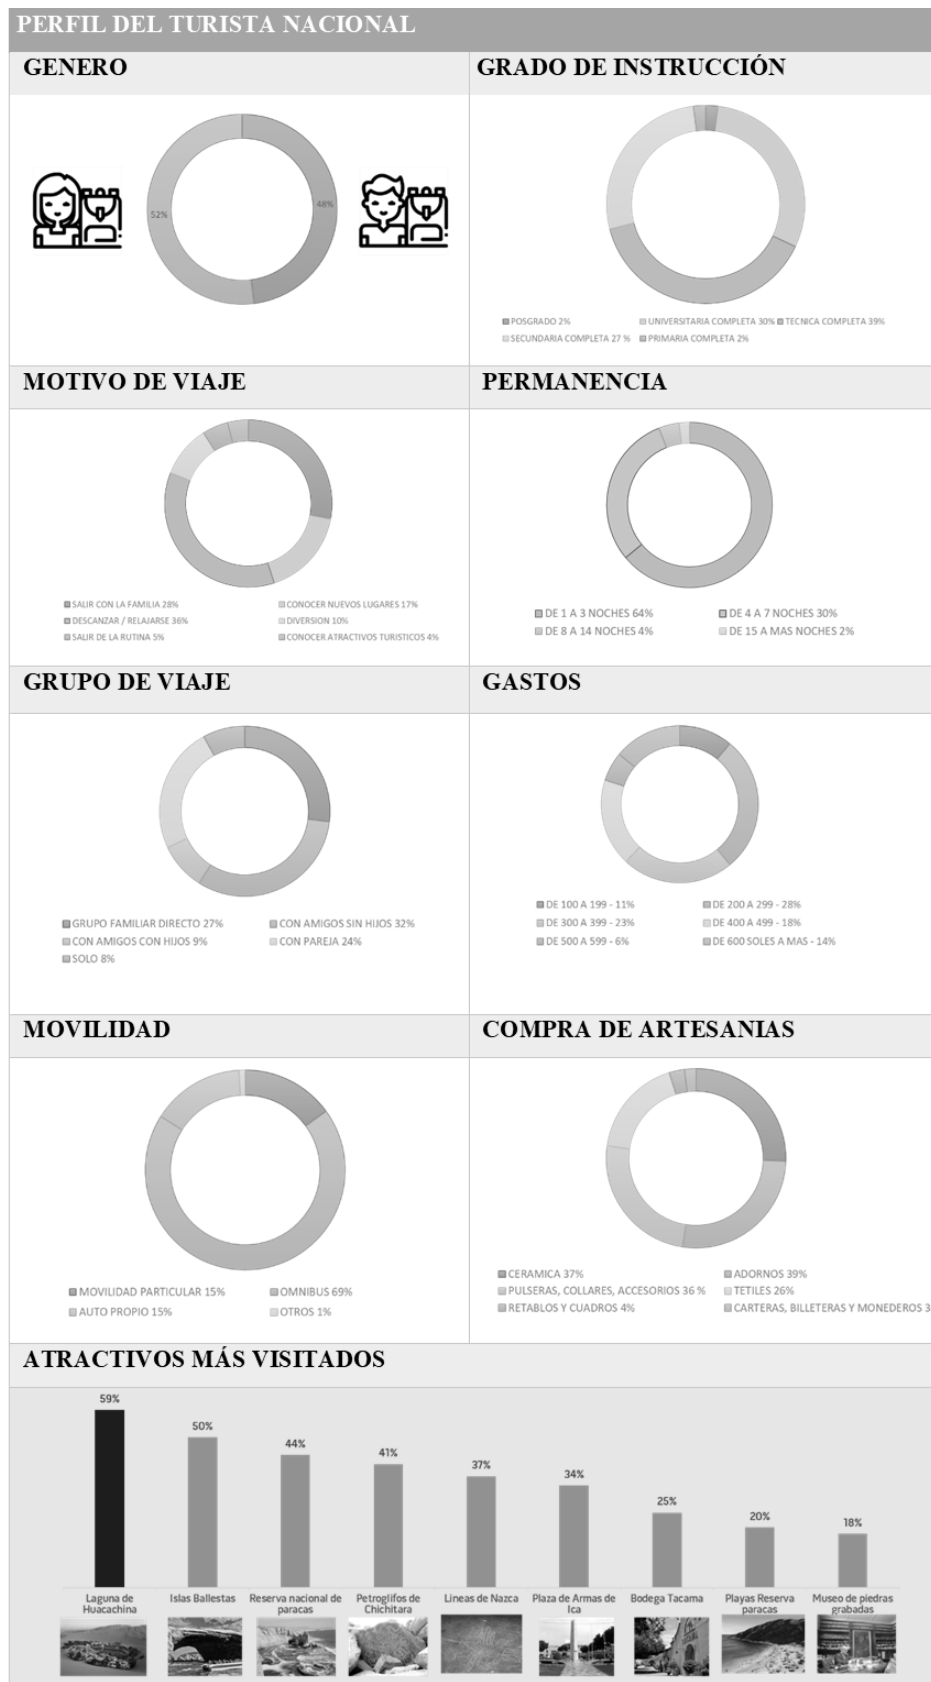 PERFIL DEL TURISTA NACIONAL
GENERO
52%
48%
GRADO DE INSTRUCCIÓN
POSGRADO 2%
UNIVERSITARIA COMPLETA 30%
TECNICA COMPLETA 39%
SECUNDARIA COMPLETA 27 %
PRIMARIA COMPLETA 2%
MOTIVO DE VIAJE
SALIR CON LA FAMILIA 28%
CONOCER NUEVOS LUGARES 17%
DESCANZAR / RELAJARSE 36%
DIVERSION 10%
SALIR DE LA RUTINA 5%
CONOCER ATRACTIVOS TURISTICOS 4%
PERMANENCIA
DE 1 A 3 NOCHES 64%
DE 4 A 7 NOCHES 30%
DE 8 A 14 NOCHES 4%
DE 15 A MAS NOCHES 2%
GRUPO DE VIAJE
GRUPO FAMILIAR DIRECTO 27%
CON AMIGOS SIN HIJOS 32%
CON AMIGOS CON HIJOS 9%
CON PAREJA 24%
SOLO 8%
GASTOS
DE 100 A 199 - 11%
DE 200 A 299 - 28%
DE 300 A 399 - 23%
DE 400 A 499 - 18%
DE 500 A 599 - 6%
DE 600 SOLES A MAS - 14%
MOVILIDAD
MOVILIDAD PARTICULAR 15%
OMNIBUS 69%
AUTO PROPIO 15%
OTROS 1%
COMPRA DE ARTESANIAS
CERAMICA 37%
ADORNOS 39%
PULSERAS, COLLARES, ACCESORIOS 36 %
TETILES 26%
RETABLOS Y CUADROS 4%
CARTERAS, BILLETERAS Y MONEDEROS 3
ATRACTIVOS MÁS VISITADOS
59%
50%
44%
41%
37%
34%
25%
20%
18%
Laguna de
Huacachina
Islas Ballestas
Reserva nacional de
paracas
Petroglifos de
Chichitara
Lineas de Nazca
Plaza de Armas de
Ica
Bodega Tacama
Playas Reserva
paracas
Museo de piedras
grabadas